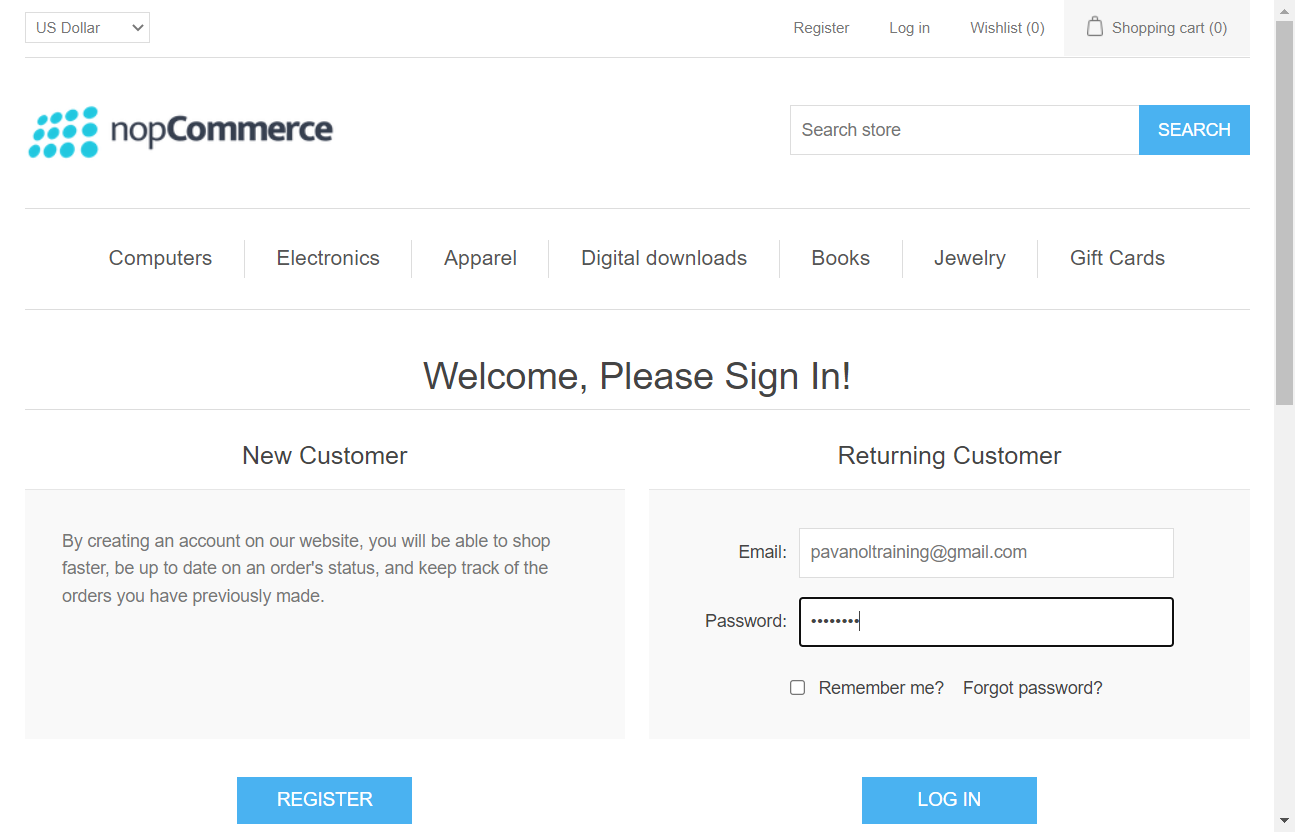 US Dollar
Register Log in Wishlist (0) Shopping cart (0)
nopCommerce
Search store SEARCH
Computers Electronics Apparel Digital downloads Books Jewelry Gift Cards
Welcome, Please Sign In!
New Customer
By creating an account on our website, you will be able to shop
faster, be up to date on an order's status, and keep track of the
orders you have previously made.
REGISTER
Returning Customer
Email: pavanoltraining@gmail.com
Password: ••••••••
Remember me? Forgot password?
LOG IN